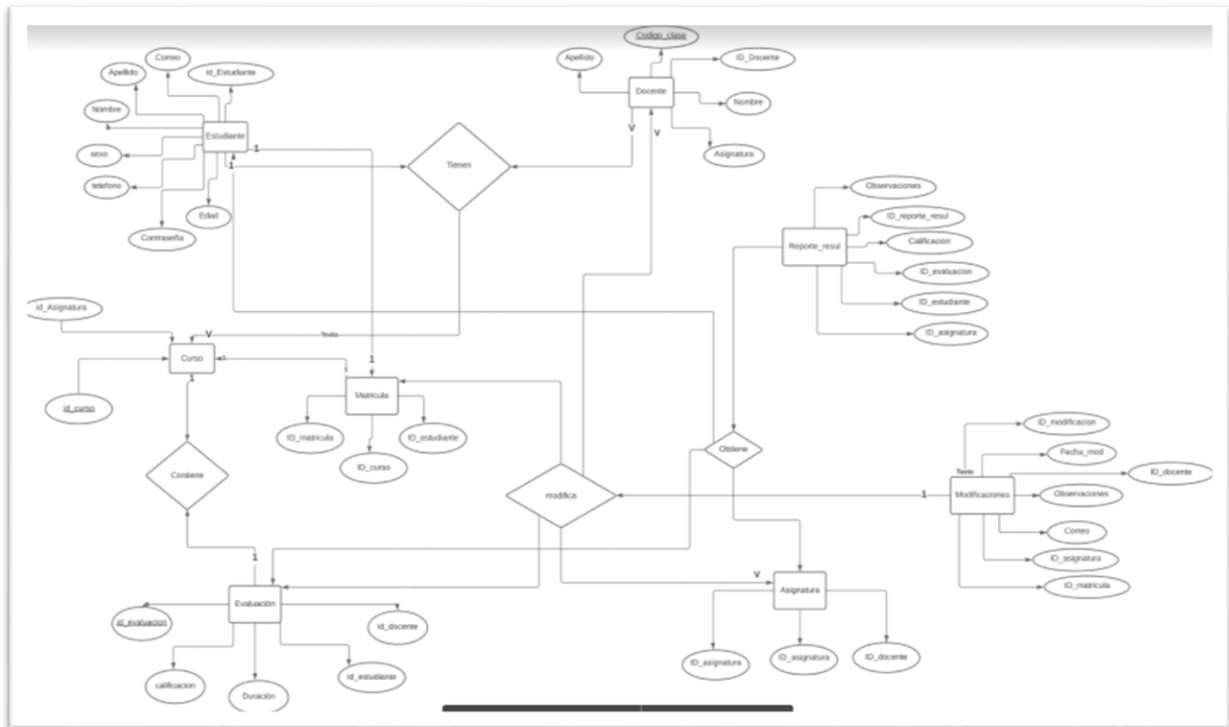 Codigo_clase
Correo
Apellido
ID_Docente
Apellido
id_Estudiante
Docente
Nombre
Nombre
V
V
Estudiante
1
sexo
1
Tienen
Asignatura
telefono
Observaciones
Edad
ID_reporte_resul
Contraseña
Calificacion
Reporte_resul
ID_evaluacion
id_Asignatura
ID_estudiante
V
Texto
ID_asignatura
Curso
1
1
1
1
Matricula
id_curso
ID_matricula
ID_estudiante
ID_modificacion
ID_curso
Obtiene
Fecha_mod
Contiene
Texto
ID_docente
modifica
1
Modificaciones
Observaciones
Correo
1
ID_asignatura
V
Asignatura
ID_matricula
Evaluación
id_evaluacion
id_docente
ID_asignatura
ID_asignatura
ID_docente
calificacion
id_estudiante
Duración